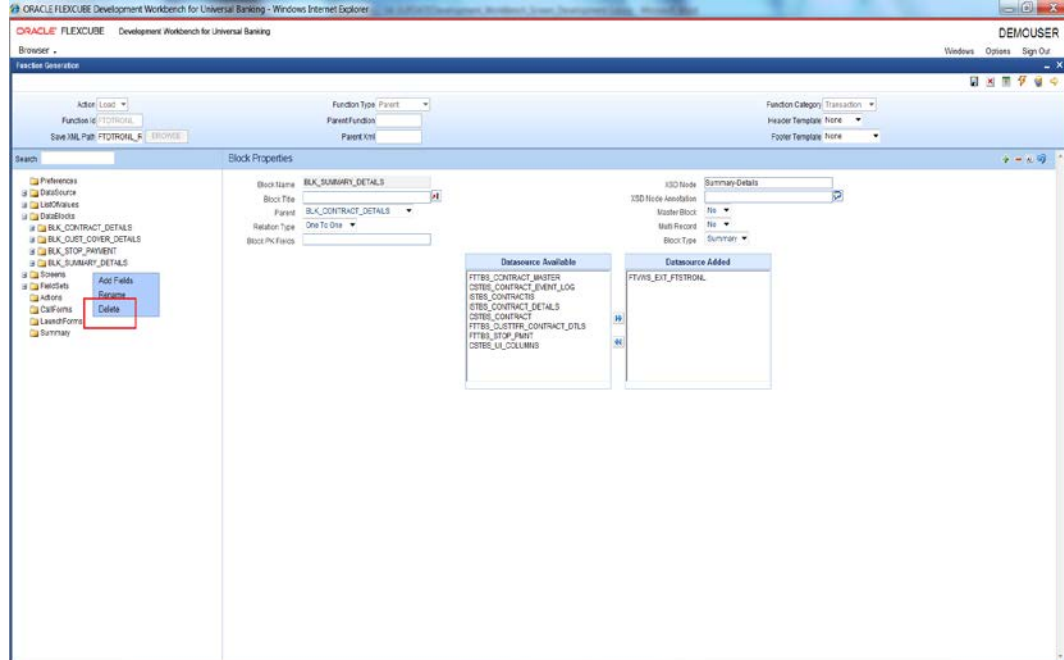 ORACLE FLEXCUBE Development Workbench for Universal Banking - Windows Internet Explorer
ORACLE FLEXCUBE Development Workbench for Universal Banking
DEMOUSER
Browser
Windows Options Sign Out
Function Generation
Action Load
Function Type Parent
Function Category Transaction
Function Id FTDTRONL
Parent Function
Header Template None
Save XML Path FTDTRONL_R BROWSE
Parent Xml
Footer Template None
Search
Block Properties
Preferences
DataSource
ListOfValues
DataBlocks
BLK_CONTRACT_DETAILS
BLK_CUST_COVER_DETAILS
BLK_STOP_PAYMENT
BLK_SUMMARY_DETAILS
Screens
FieldSets
Actions
CallForms
LaunchForms
Summary
Add Fields
Rename
Delete
Block Name BLK_SUMMARY_DETAILS
XSD Node Summary-Details
Block Title
XSD Node Annotation
Parent BLK_CONTRACT_DETAILS
Master Block No
Relation Type One To One
Multi Record No
Block PK Fields
Block Type Summary
Datasource Available
Datasource Added
FTTBS_CONTRACT_MASTER
CSTBS_CONTRACT_EVENT_LOG
ISTBS_CONTRACTIS
ISTBS_CONTRACT_DETAILS
CSTBS_CONTRACT
FTTBS_CUSTTFR_CONTRACT_DTLS
FTTBS_STOP_PMNT
CSTBS_UI_COLUMNS
FTVWS_EXT_FTSTRONL